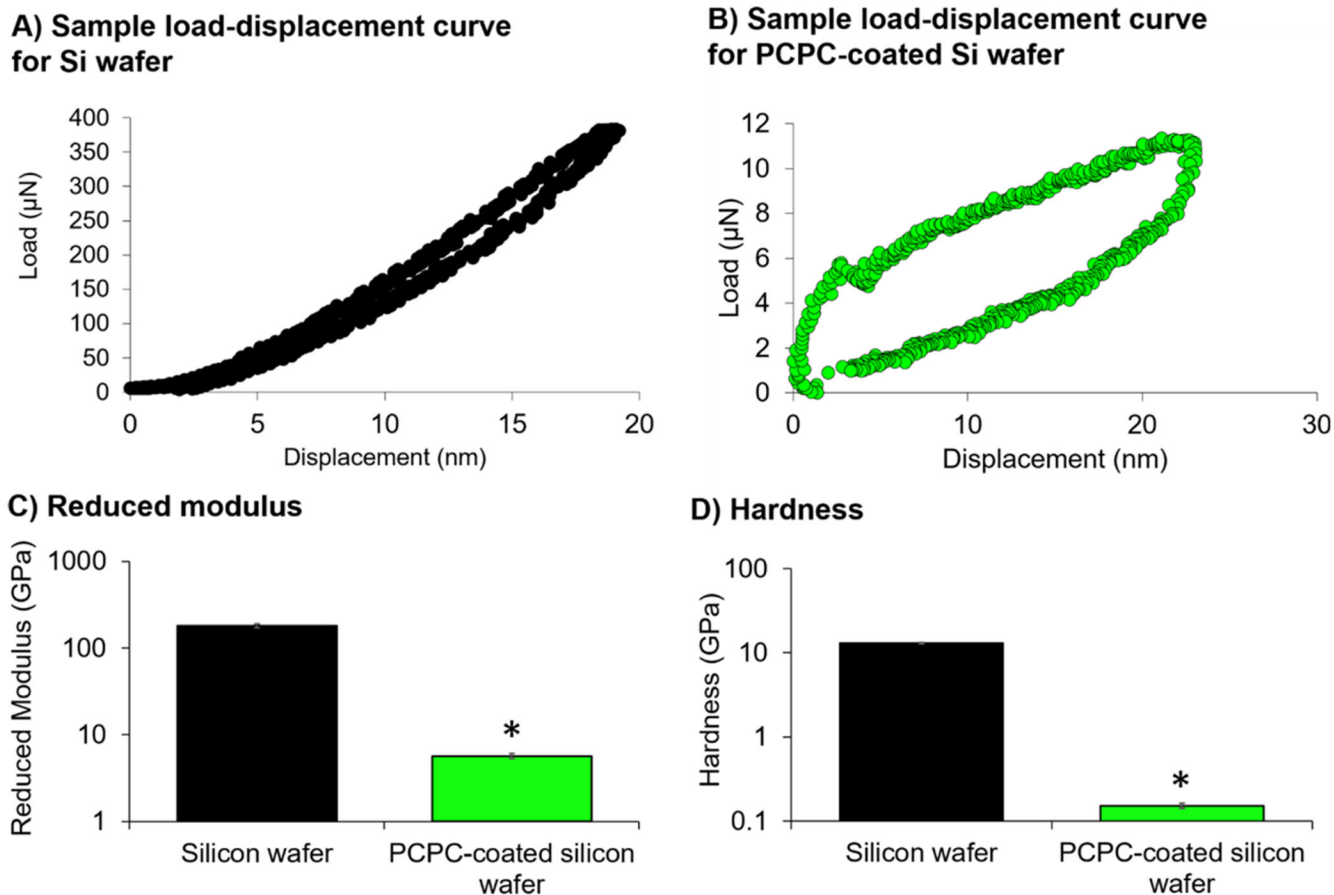 A) Sample load-displacement curve
for Si wafer
400
350
300
250
200
150
100
50
0
Load (µN)
0 5 10 15 20
Displacement (nm)
B) Sample load-displacement curve
for PCPC-coated Si wafer
12
10
8
6
4
2
0
Load (µN)
0 10 20 30
Displacement (nm)
C) Reduced modulus
1000
100
10
1
Reduced Modulus (GPa)
*
Silicon wafer PCPC-coated silicon
wafer
D) Hardness
100
10
1
0.1
Hardness (GPa)
*
Silicon wafer PCPC-coated silicon
wafer